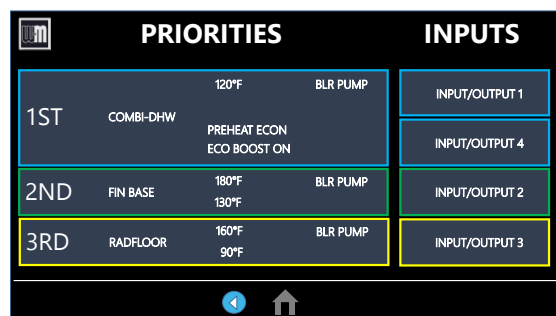 wm PRIORITIES INPUTS
1ST COMBI-DHW 120°F BLR PUMP
PREHEAT ECON
ECO BOOST ON
INPUT/OUTPUT 1
INPUT/OUTPUT 4
2ND FIN BASE 180°F BLR PUMP
130°F
INPUT/OUTPUT 2
3RD RADFLOOR 160°F BLR PUMP
90°F
INPUT/OUTPUT 3